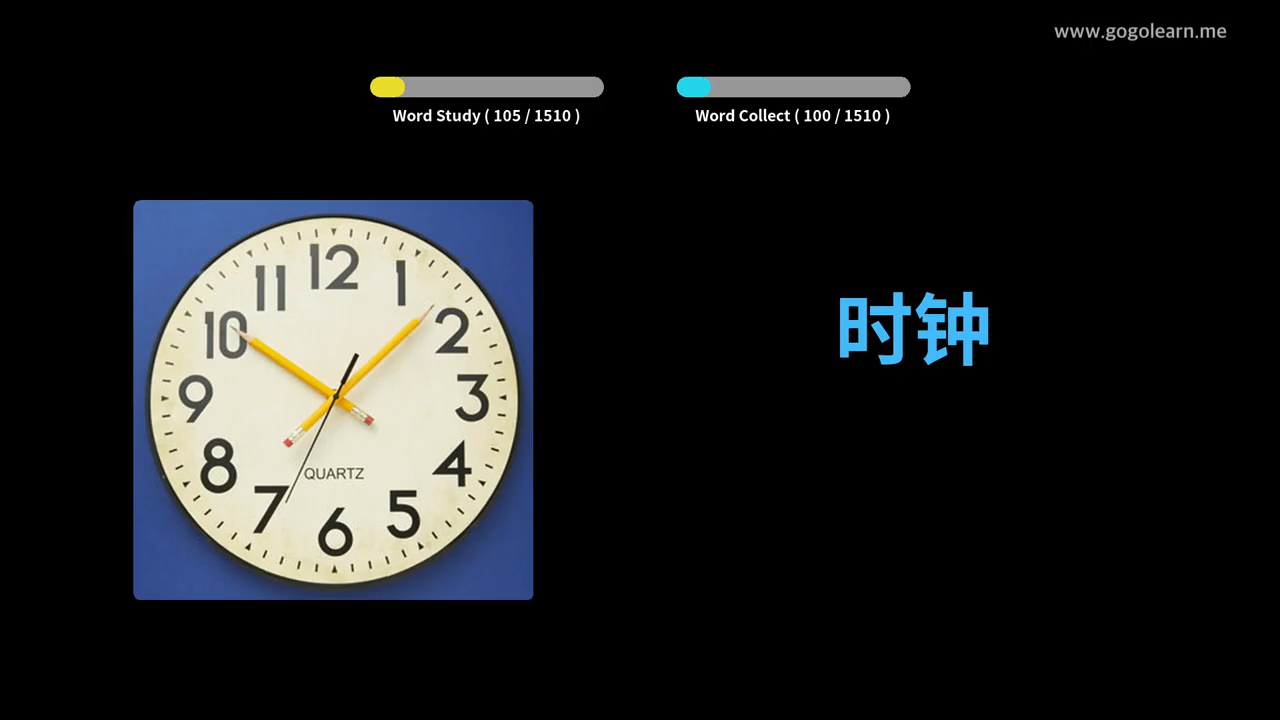 www.gogolearn.me
Word Study ( 105 / 1510 )
Word Collect ( 100 / 1510 )
时钟
12
11
1
10
2
9
3
8
4
QUARTZ
7
5
6